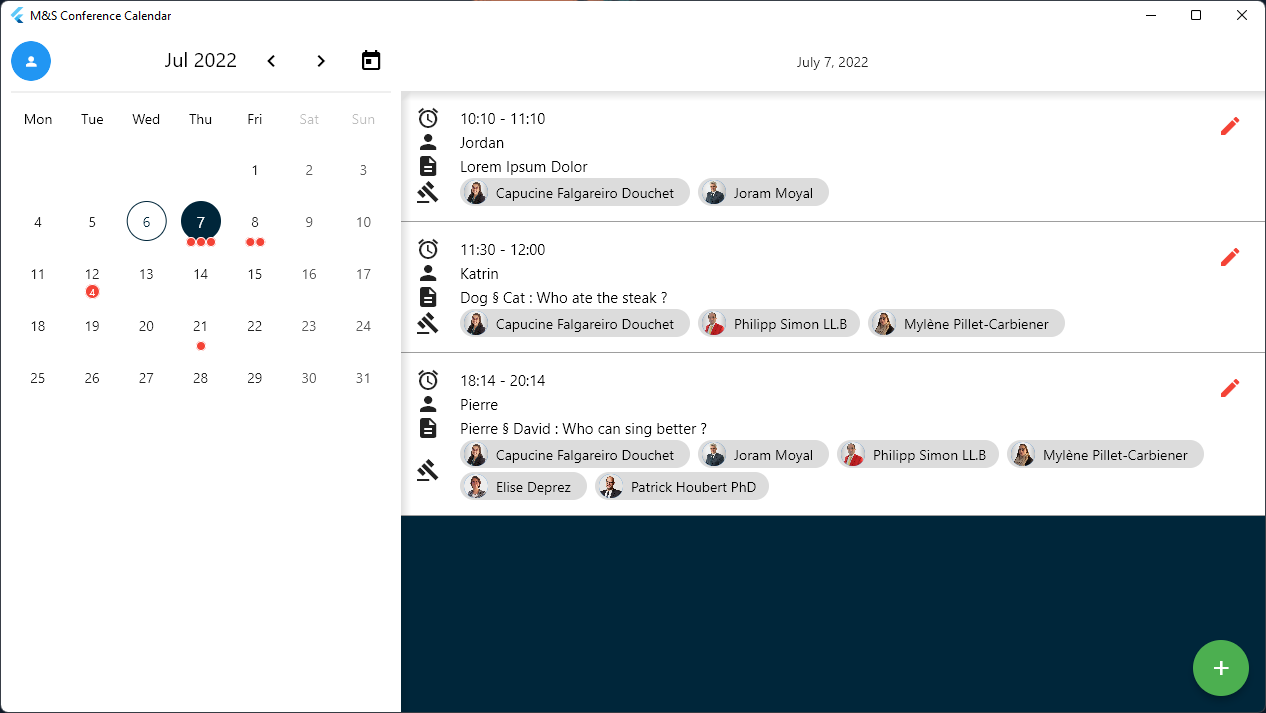 M&S Conference Calendar
Jul 2022
July 7, 2022
Mon Tue Wed Thu Fri Sat Sun
1 2 3
4 5 6 7 8 9 10
11 12 13 14 15 16 17
4
18 19 20 21 22 23 24
25 26 27 28 29 30 31
10:10 - 11:10
Jordan
Lorem Ipsum Dolor
Capucine Falgareiro Douchet Joram Moyal
11:30 - 12:00
Katrin
Dog § Cat : Who ate the steak ?
Capucine Falgareiro Douchet Philipp Simon LL.B Mylène Pillet-Carbiener
18:14 - 20:14
Pierre
Pierre § David : Who can sing better ?
Capucine Falgareiro Douchet Joram Moyal Philipp Simon LL.B Mylène Pillet-Carbiener
Elise Deprez Patrick Houbert PhD